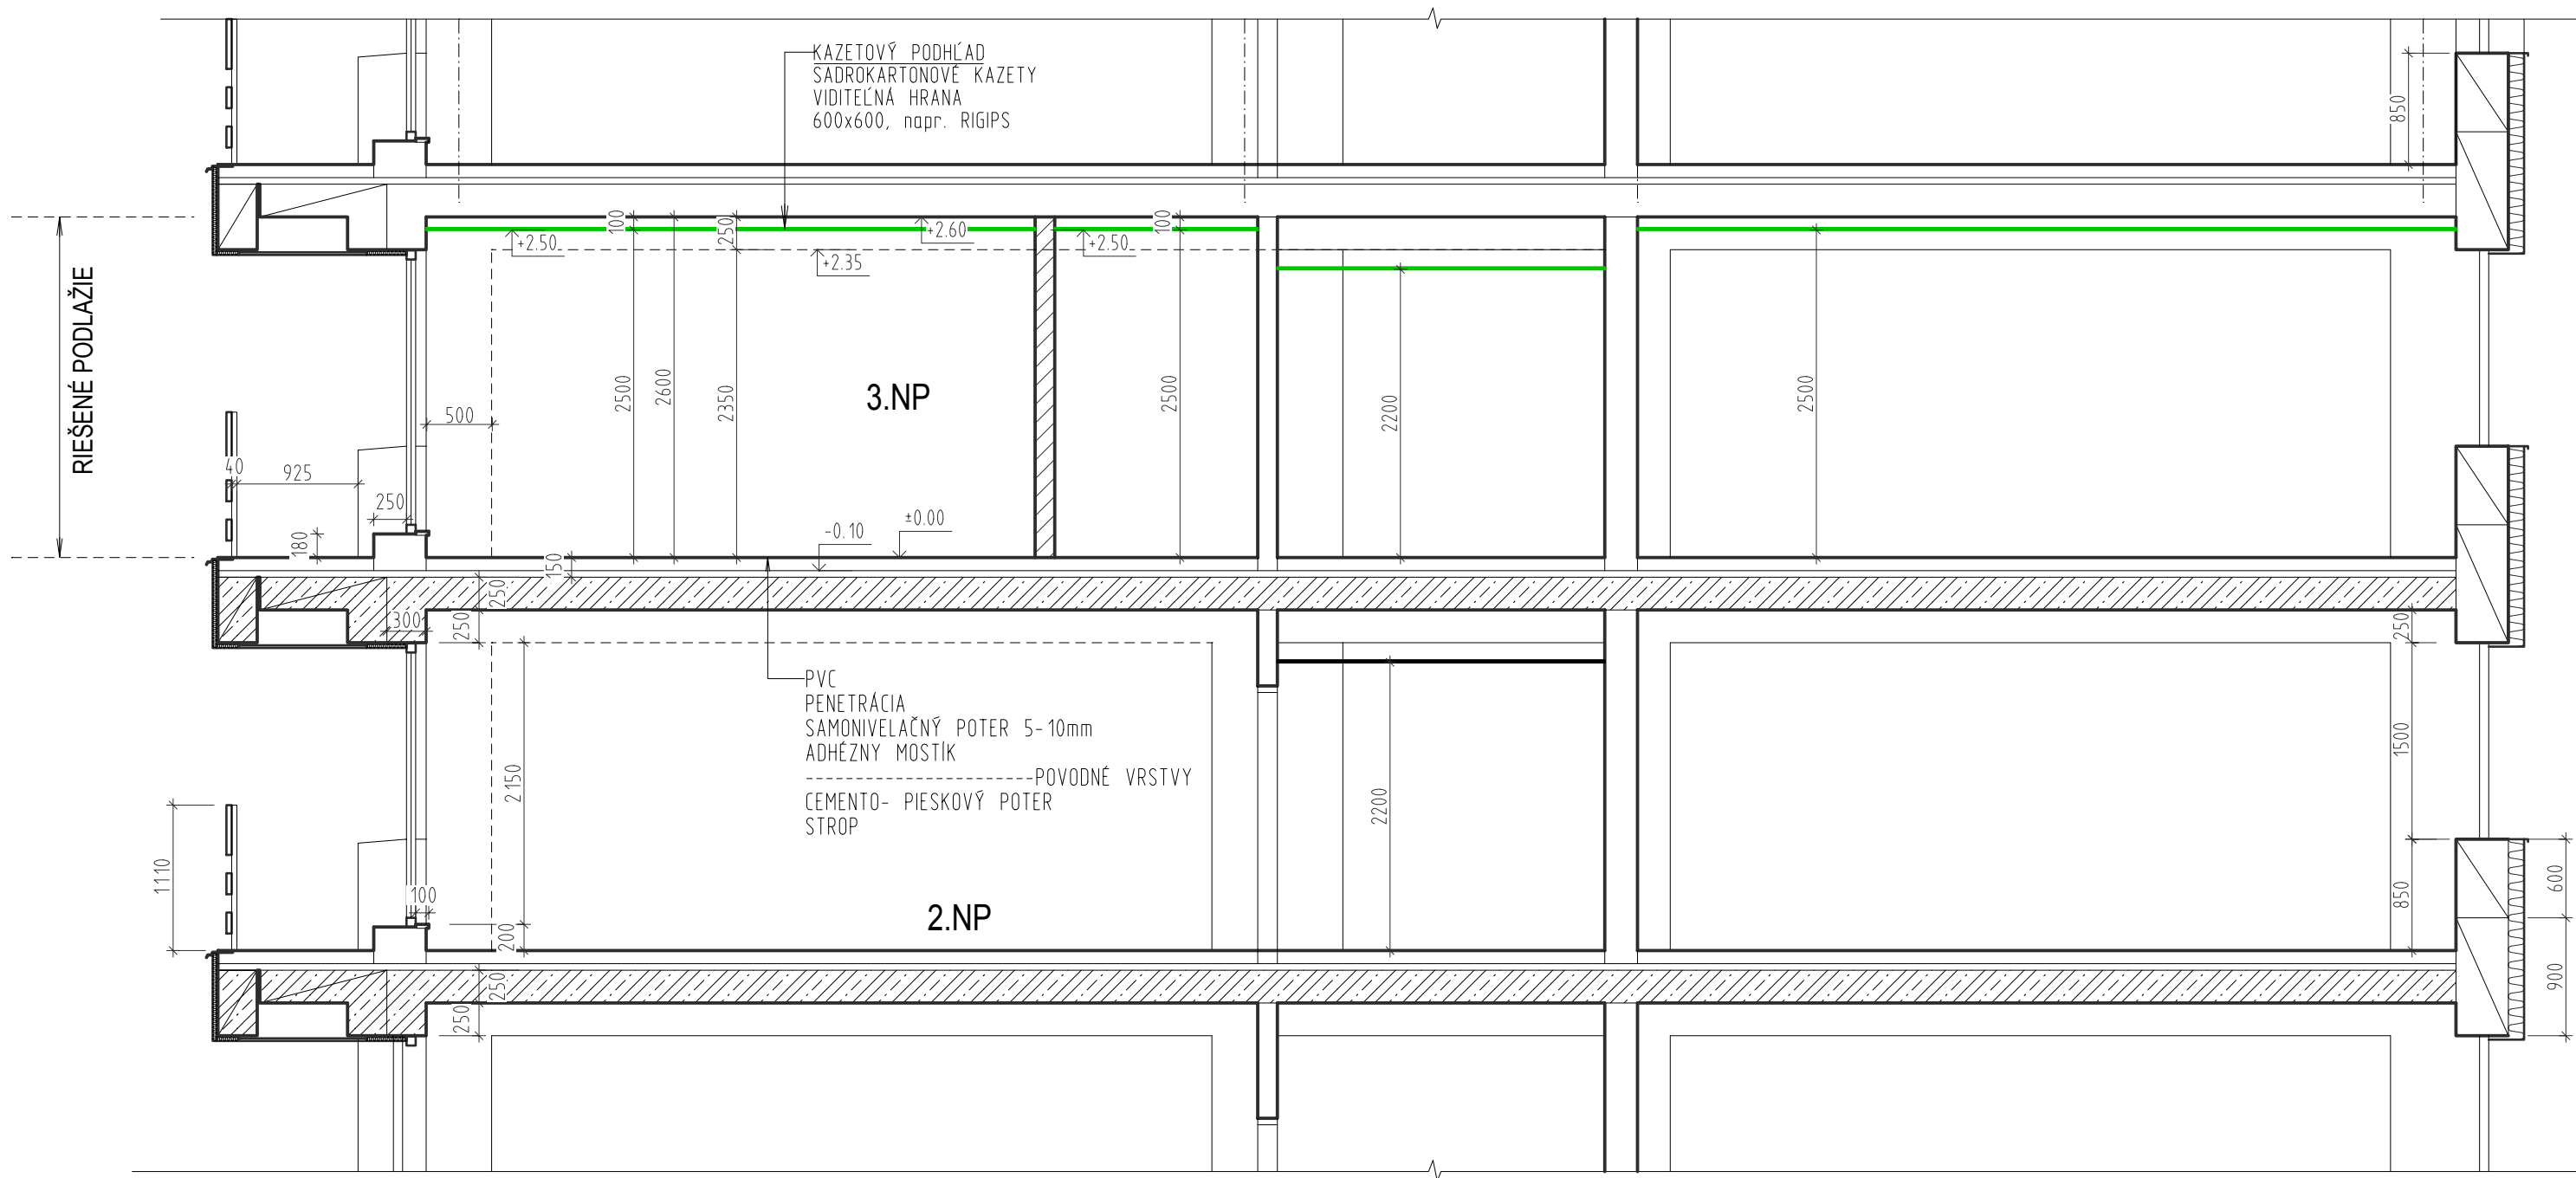 KAZETOVÝ PODHĽAD
SADROKARTONOVÉ KAZETY
VIDITEĽNÁ HRANA
600x600, napr. RIGIPS
850
100
250
+2.60
100
+2.50
+2.50
+2.35
RIEŠENÉ PODLAŽIE
2500
2600
2350
3.NP
2500
2200
2500
500
40
925
250
180
-0.10
±0.00
150
250
300
250
250
PVC
PENETRÁCIA
SAMONIVELAČNÝ POTER 5-10mm
ADHÉZNY MOSTÍK
-----------------------POVODNÉ VRSTVY
CEMENTO- PIESKOVÝ POTER
STROP
2150
2200
1500
1110
100
200
2.NP
850
600
250
250
900